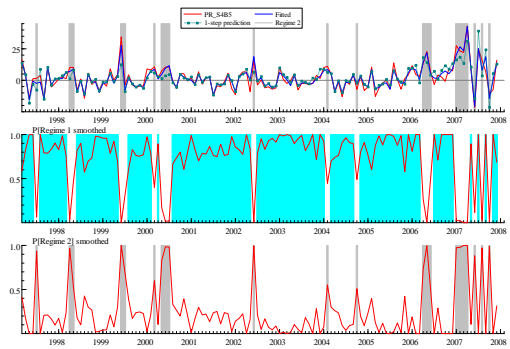 PR_S4B5 Fitted
1-step prediction Regime 2
25
0
1998 1999 2000 2001 2002 2003 2004 2005 2006 2007 2008
1.0 P[Regime 1 smoothed
0.5
1998 1999 2000 2001 2002 2003 2004 2005 2006 2007 2008
1.0 P[Regime 2] smoothed
0.5
1998 1999 2000 2001 2002 2003 2004 2005 2006 2007 2008